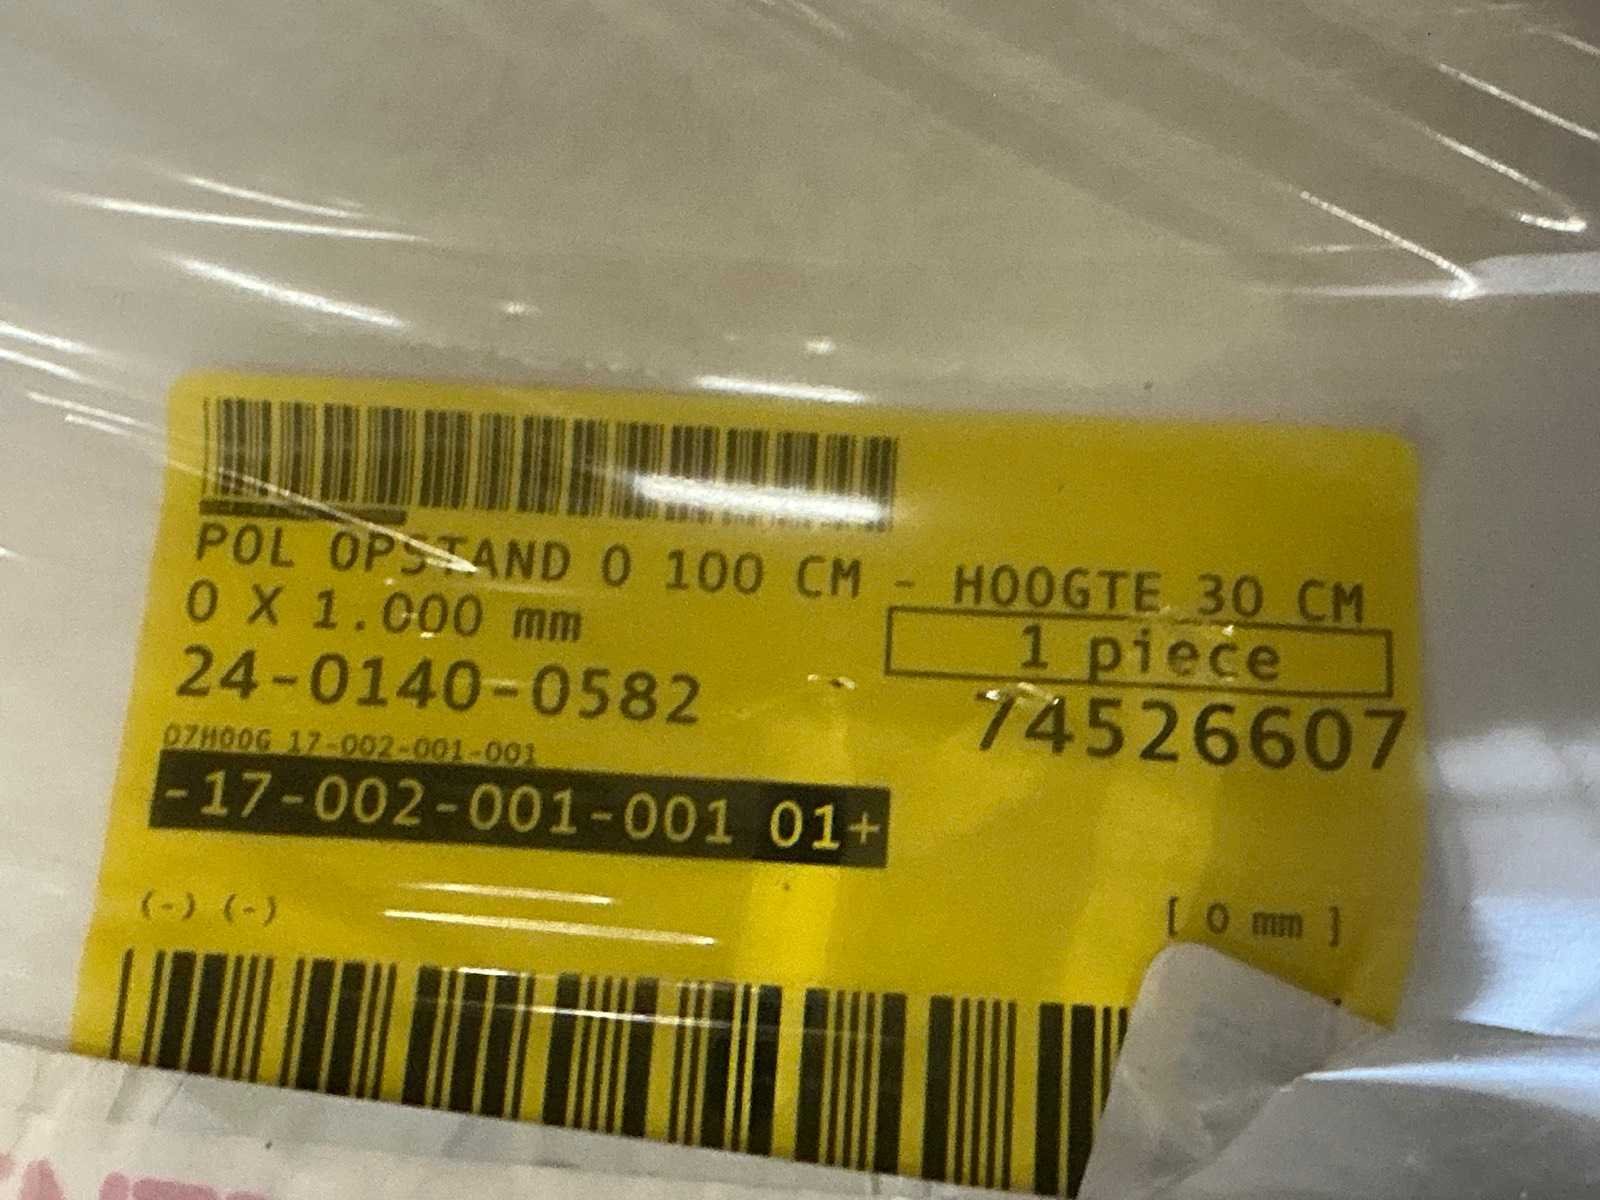 POL OPSTAND 0 100 CM - HOOGTE 30 CM
0 X 1.000 mm
1 piece
24-0140-0582
74526607
07HOOG 17-002-001-001
-17-002-001-001 01+
(-) (-)
[ 0 mm ]